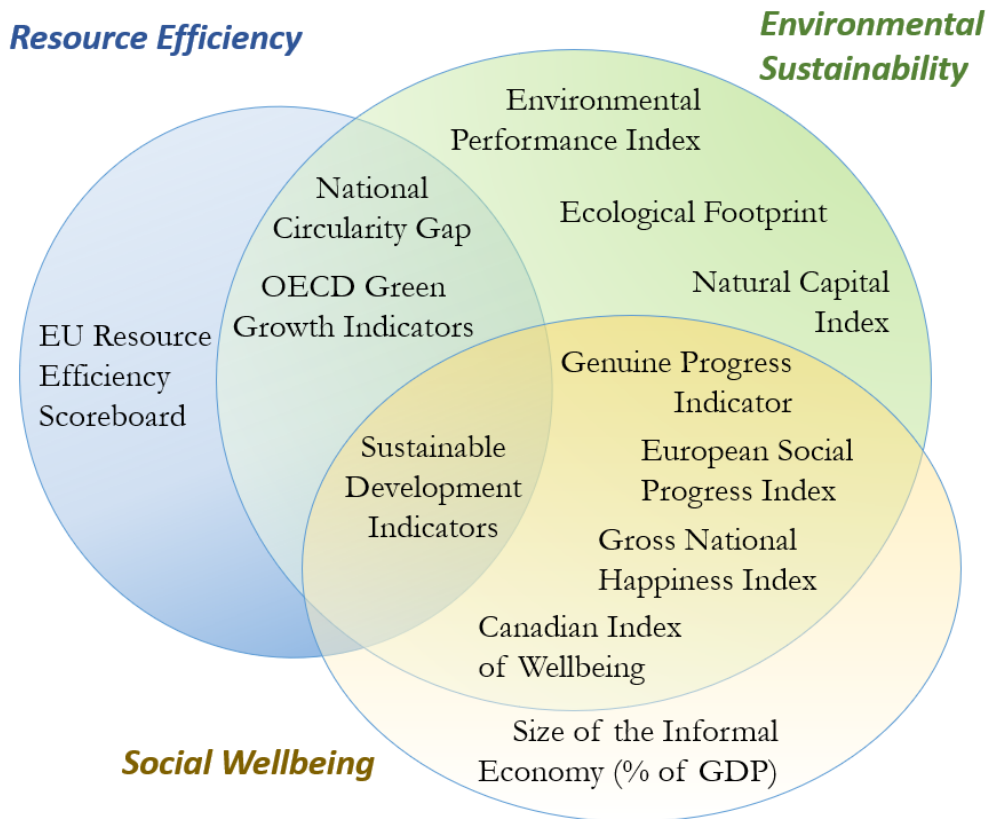 Resource Efficiency
Environmental
Sustainability
Environmental
Performance Index
National
Circularity Gap
Ecological Footprint
OECD Green
Growth Indicators
Natural Capital
Index
EU Resource
Efficiency
Scoreboard
Genuine Progress
Indicator
Sustainable
Development
Indicators
European Social
Progress Index
Gross National
Happiness Index
Canadian Index
of Wellbeing
Size of the Informal
Economy (% of GDP)
Social Wellbeing